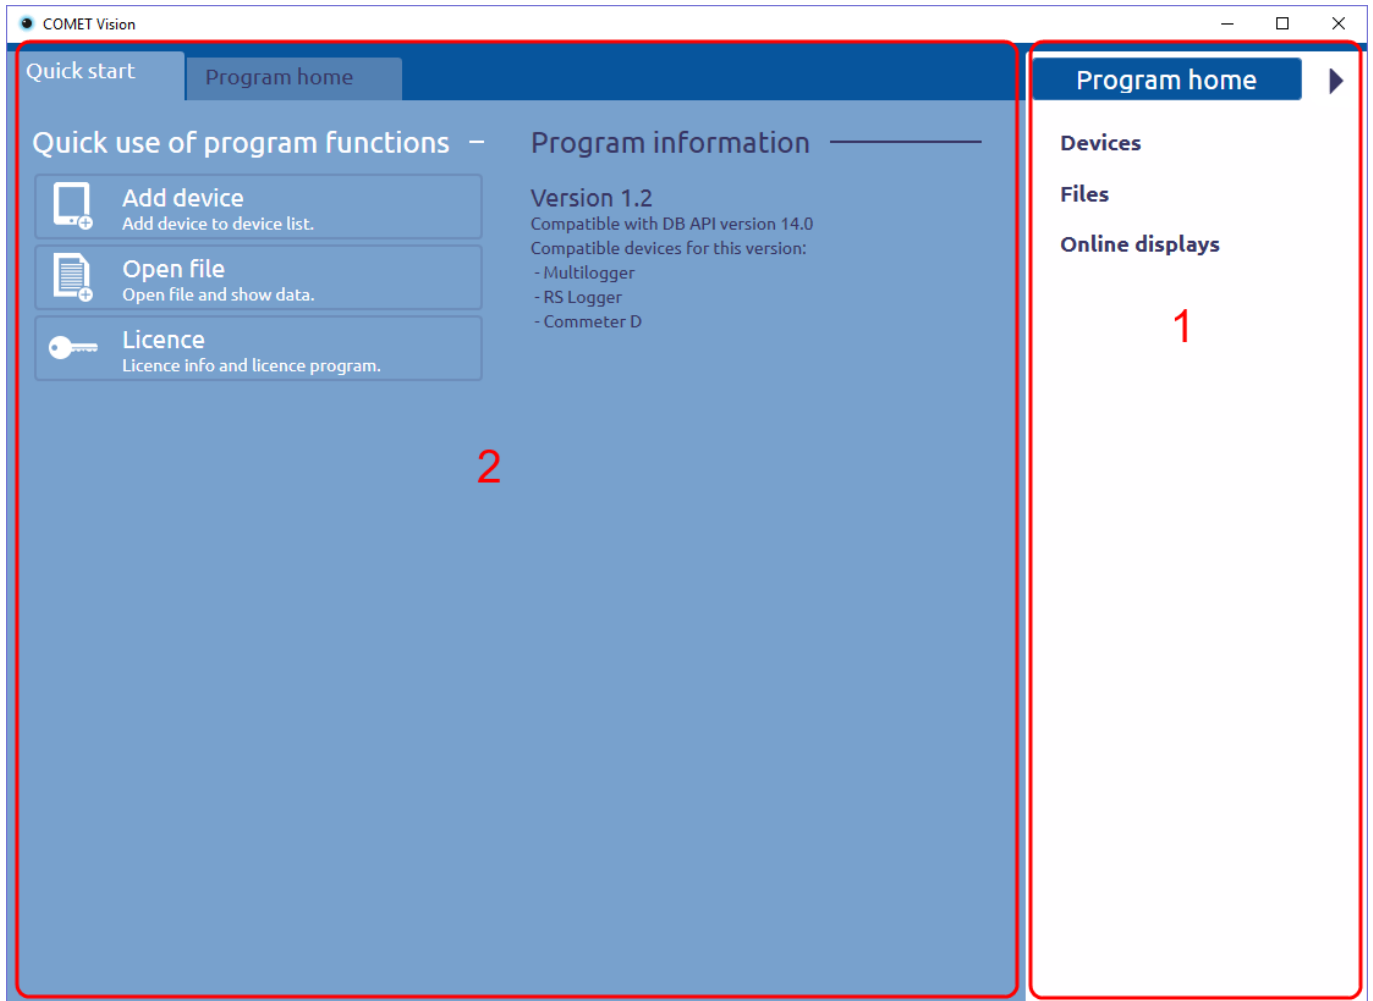 COMET Vision
Quick start
Program home
Quick use of program functions
Add device
Add device to device list.
Open file
Open file and show data.
Licence
Licence info and licence program.
2
Program information
Version 1.2
Compatible with DB API version 14.0
Compatible devices for this version:
- Multilogger
- RS Logger
- Commeter D
Program home
Devices
Files
Online displays
1